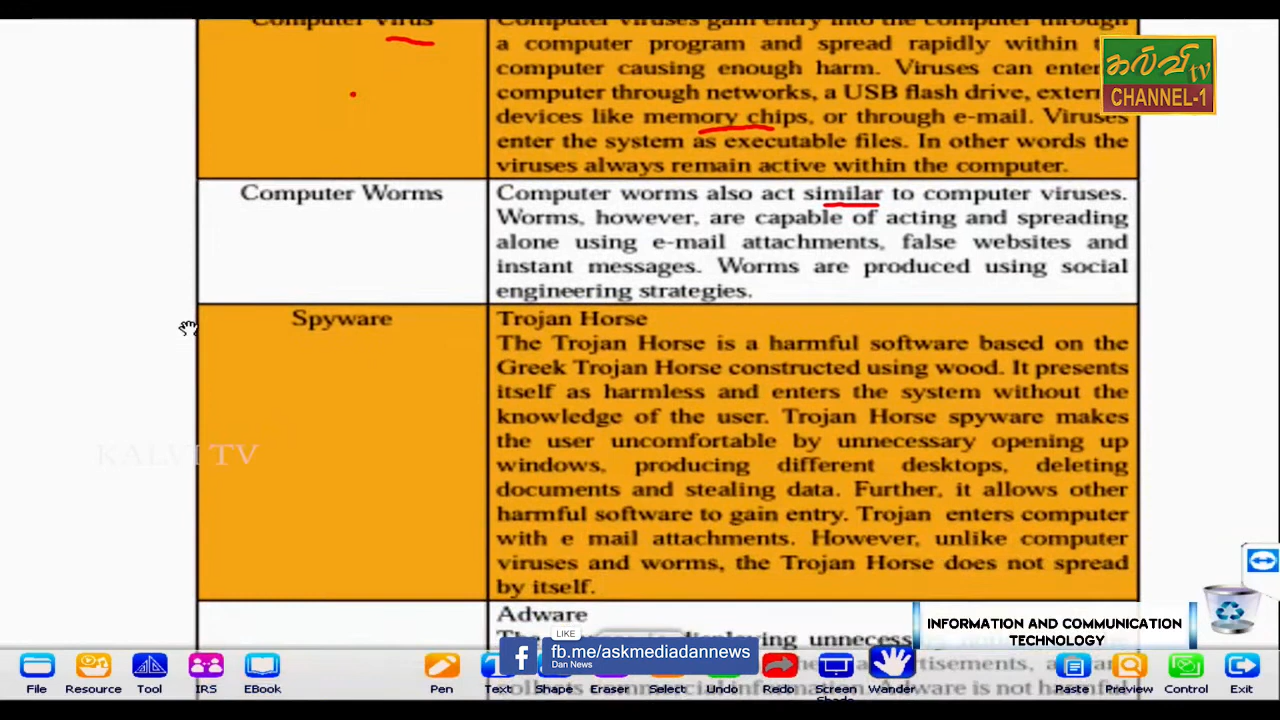 Computer Virus
Computer viruses gain entry into the computer through
a computer program and spread rapidly within
computer causing enough harm. Viruses can enter
computer through networks, a USB flash drive, extern
devices like memory chips, or through e-mail. Viruses
enter the system as executable files. In other words the
viruses always remain active within the computer.
கல்வி tv
CHANNEL-1
Computer Worms
Computer worms also act similar to computer viruses.
Worms, however, are capable of acting and spreading
alone using e-mail attachments, false websites and
instant messages. Worms are produced using social
engineering strategies.
Spyware
Trojan Horse
The Trojan Horse is a harmful software based on the
Greek Trojan Horse constructed using wood. It presents
itself as harmless and enters the system without the
knowledge of the user. Trojan Horse spyware makes
the user uncomfortable by unnecessary opening up
windows, producing different desktops, deleting
documents and stealing data. Further, it allows other
harmful software to gain entry. Trojan enters computer
with e mail attachments. However, unlike computer
viruses and worms, the Trojan Horse does not spread
by itself.
KALVI TV
Adware
unnecess
Adware is not harmful
INFORMATION AND COMMUNICATION
TECHNOLOGY
LIKE
fb.me/askmediadannews
Dan News
File
Resource
Tool
IRS
EBook
Pen
Text
Shape
Eraser
Select
Undo
Redo
Screen
Shade
Wander
Paste
Preview
Control
Exit